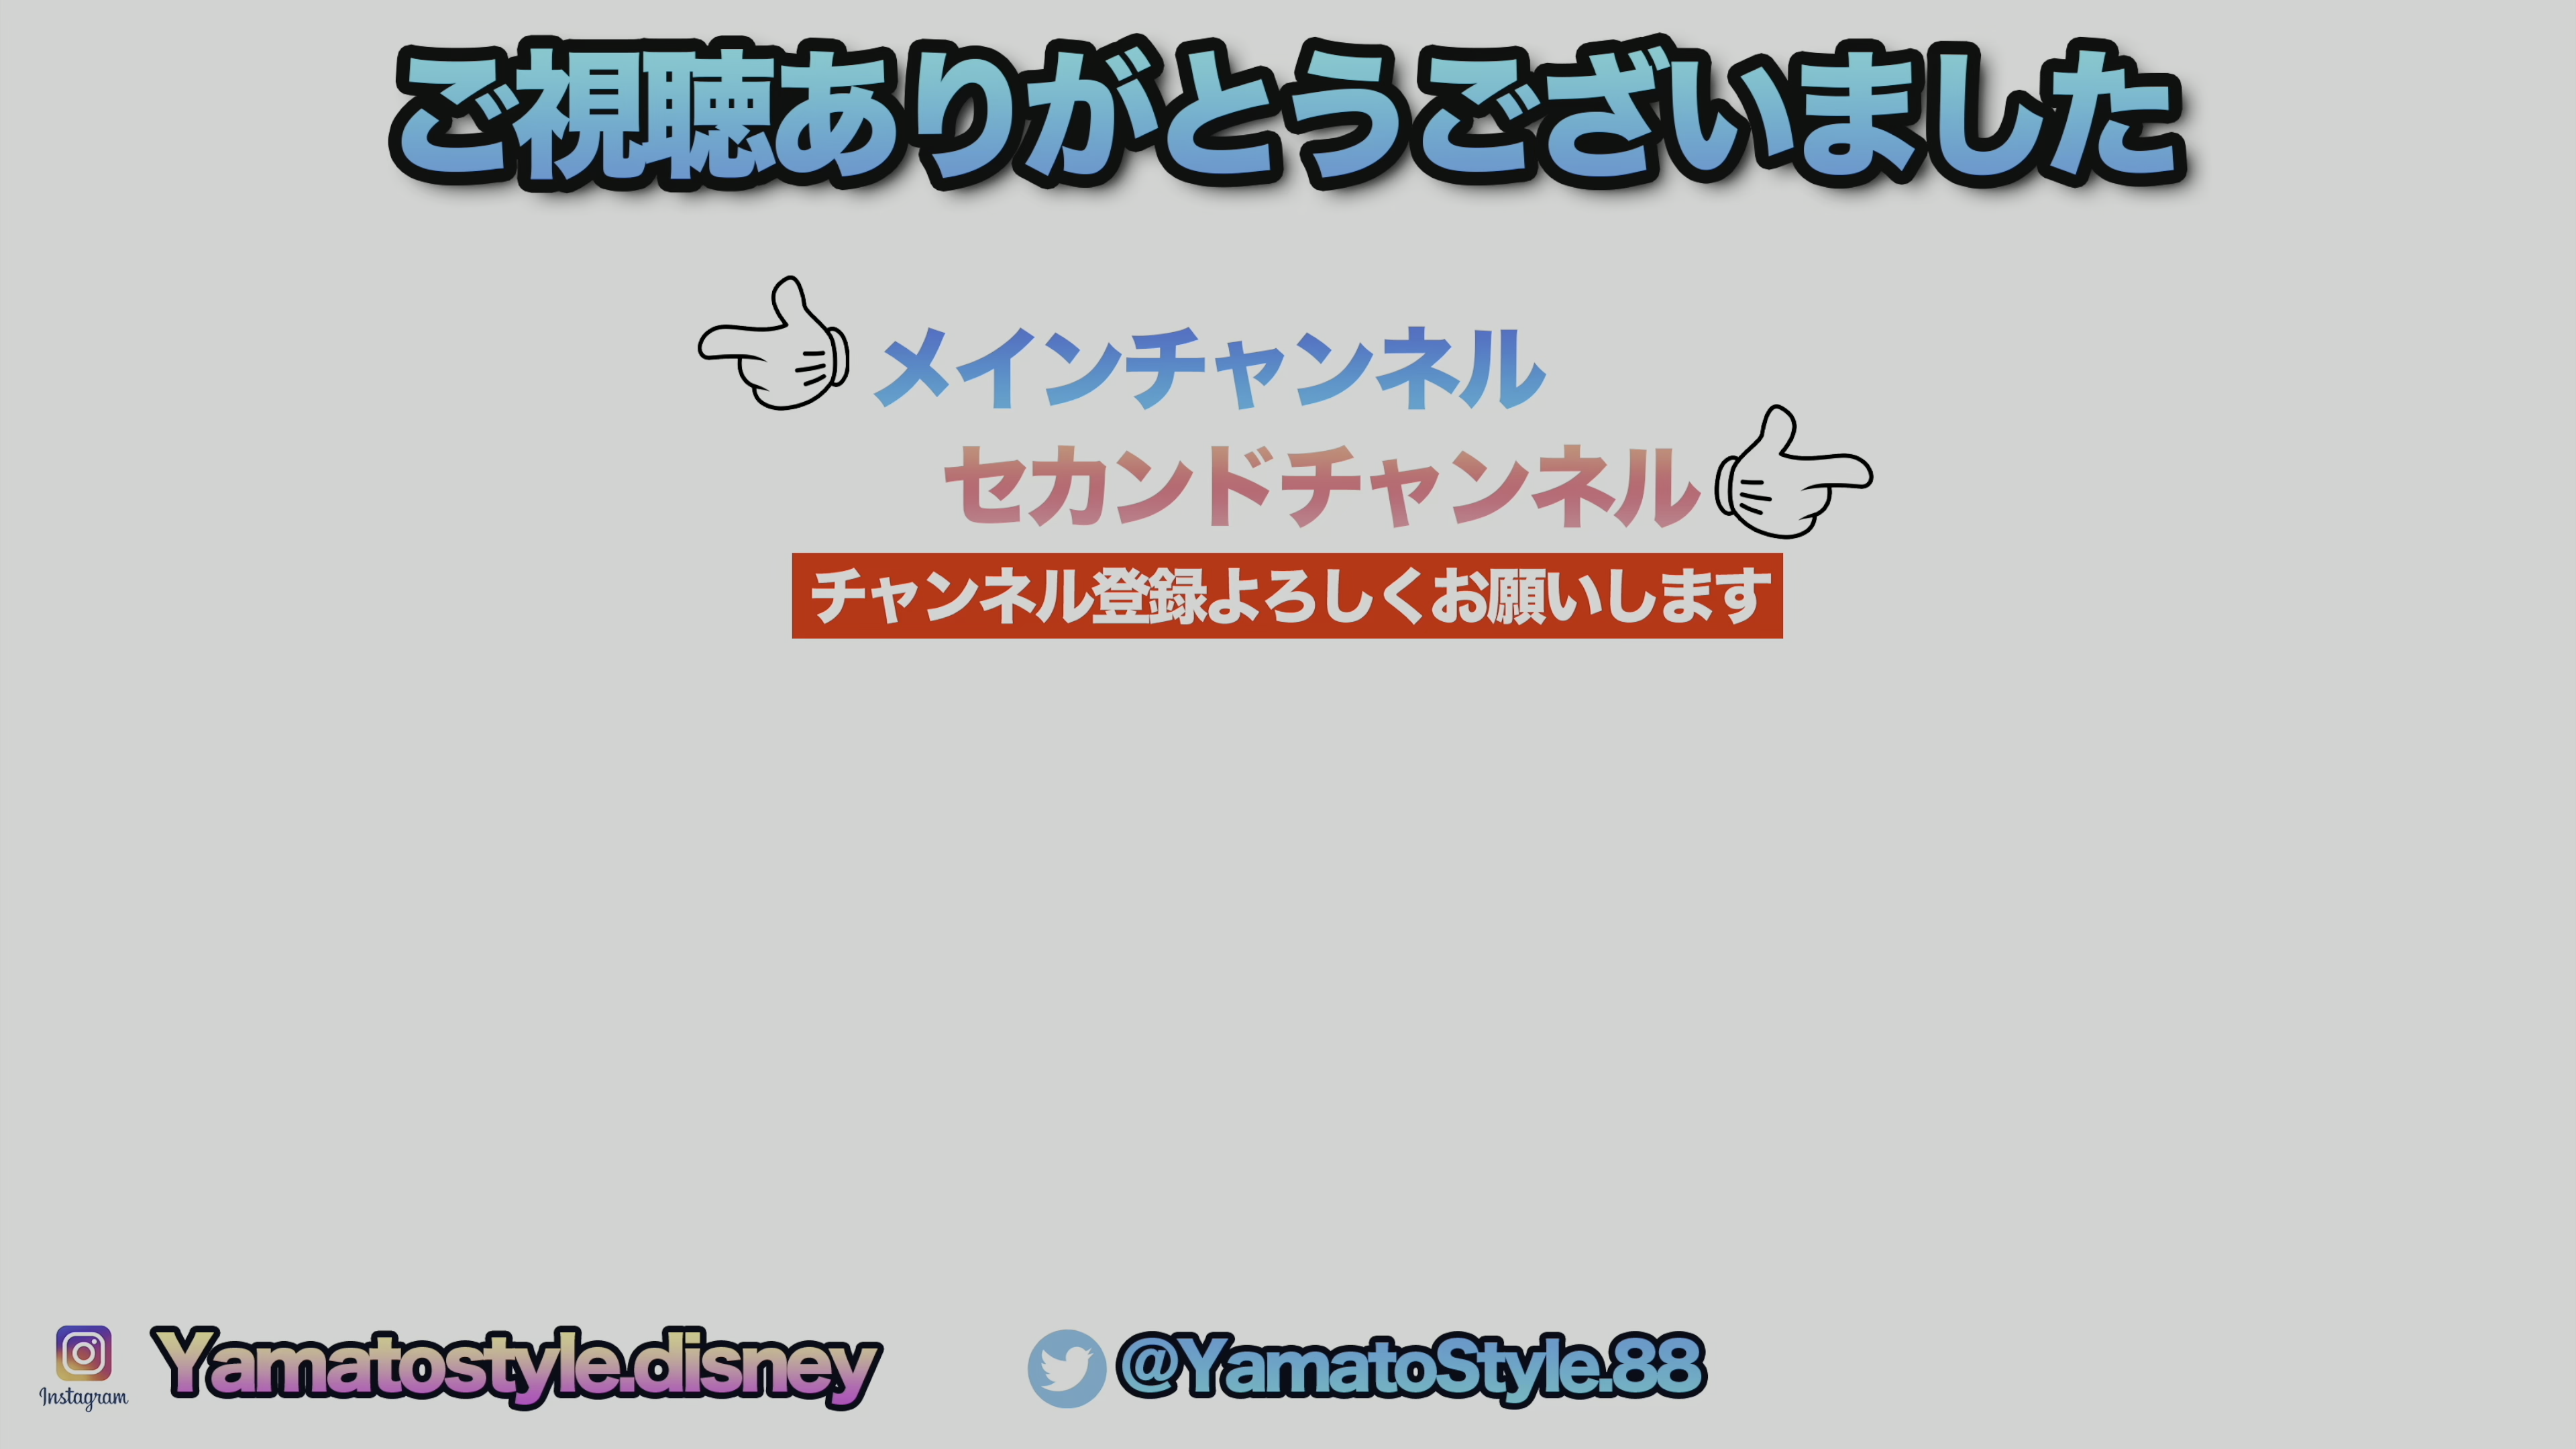 ご視聴ありがとうございました
メインチャンネル
セカンドチャンネル
チャンネル登録よろしくお願いします
Instagram
Yamatostyle.disney
@YamatoStyle.88